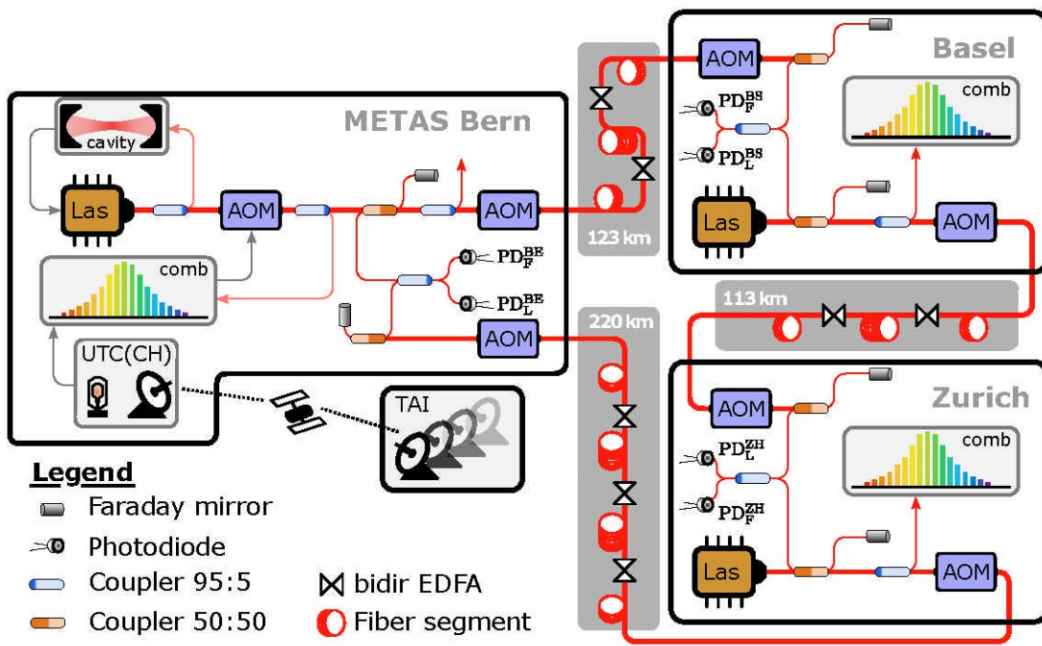 METAS Bern
cavity
Las
AOM
AOM
comb
PD_F^BE
PD_L^BE
AOM
UTC(CH)
TAI
123 km
220 km
113 km
Basel
AOM
comb
PD_F^BS
PD_L^BS
Las
AOM
Zurich
AOM
comb
PD_L^ZH
PD_F^ZH
Las
AOM
Legend
Faraday mirror
Photodiode
Coupler 95:5
Coupler 50:50
bidir EDFA
Fiber segment